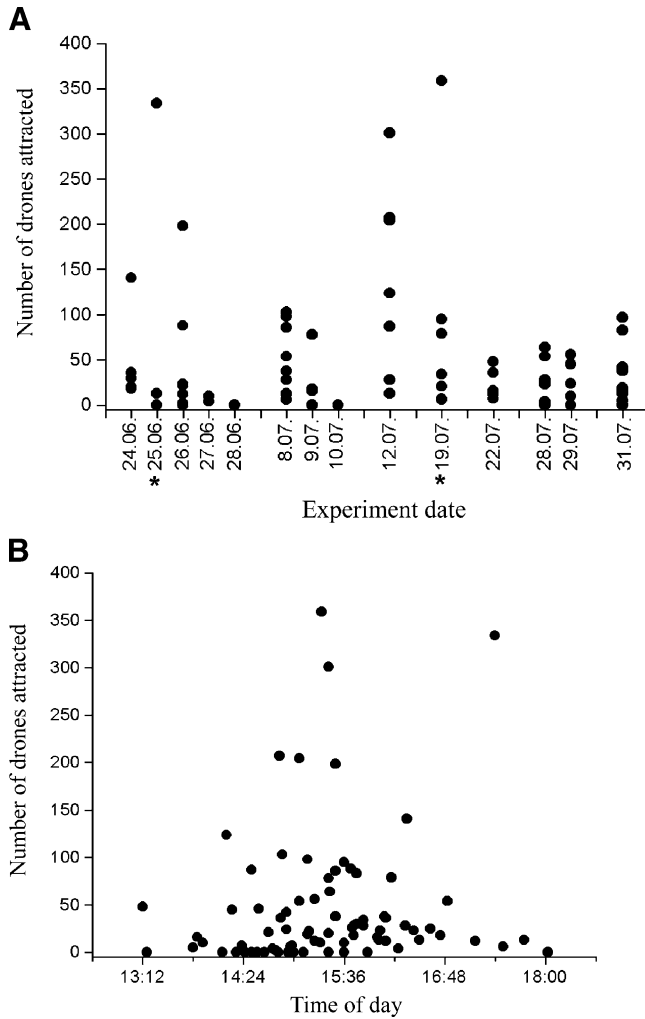 A
400
350
300
250
200
150
100
50
0
Number of drones attracted
24.06. 25.06. 26.06. 27.06. 28.06. 8.07. 9.07. 10.07. 12.07. 19.07. 22.07. 28.07. 29.07. 31.07.
* *
Experiment date
B
400
350
300
250
200
150
100
50
0
Number of drones attracted
13:12 14:24 15:36 16:48 18:00
Time of day